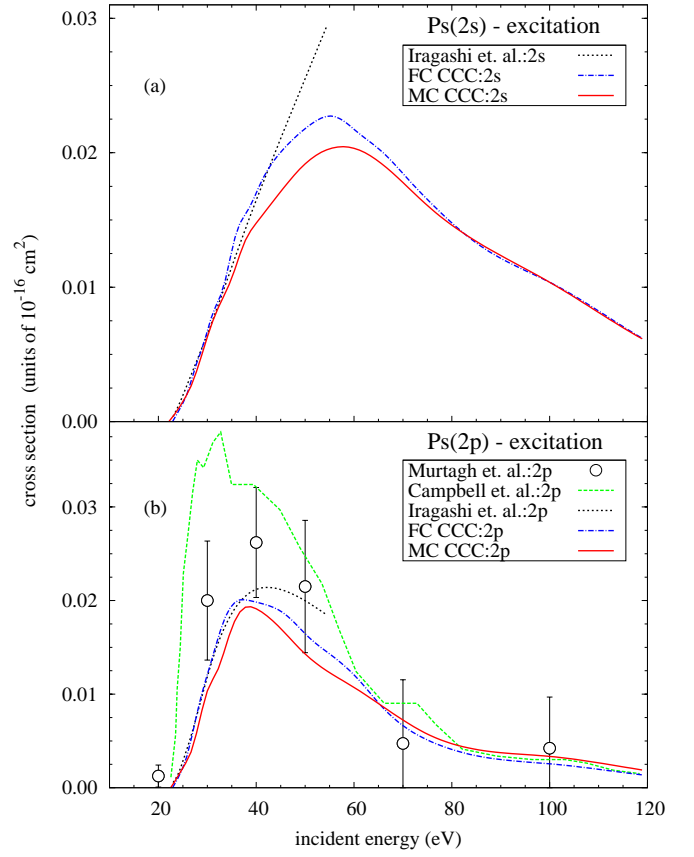 0.03
0.02
0.01
0.00
Ps(2s) - excitation
Iragashi et. al.:2s
FC CCC:2s
MC CCC:2s
(a)
cross section (units of 10⁻¹⁶ cm²)
0.03
0.02
0.01
0.00
Ps(2p) - excitation
Murtagh et. al.:2p
Campbell et. al.:2p
Iragashi et. al.:2p
FC CCC:2p
MC CCC:2p
(b)
20 40 60 80 100 120
incident energy (eV)